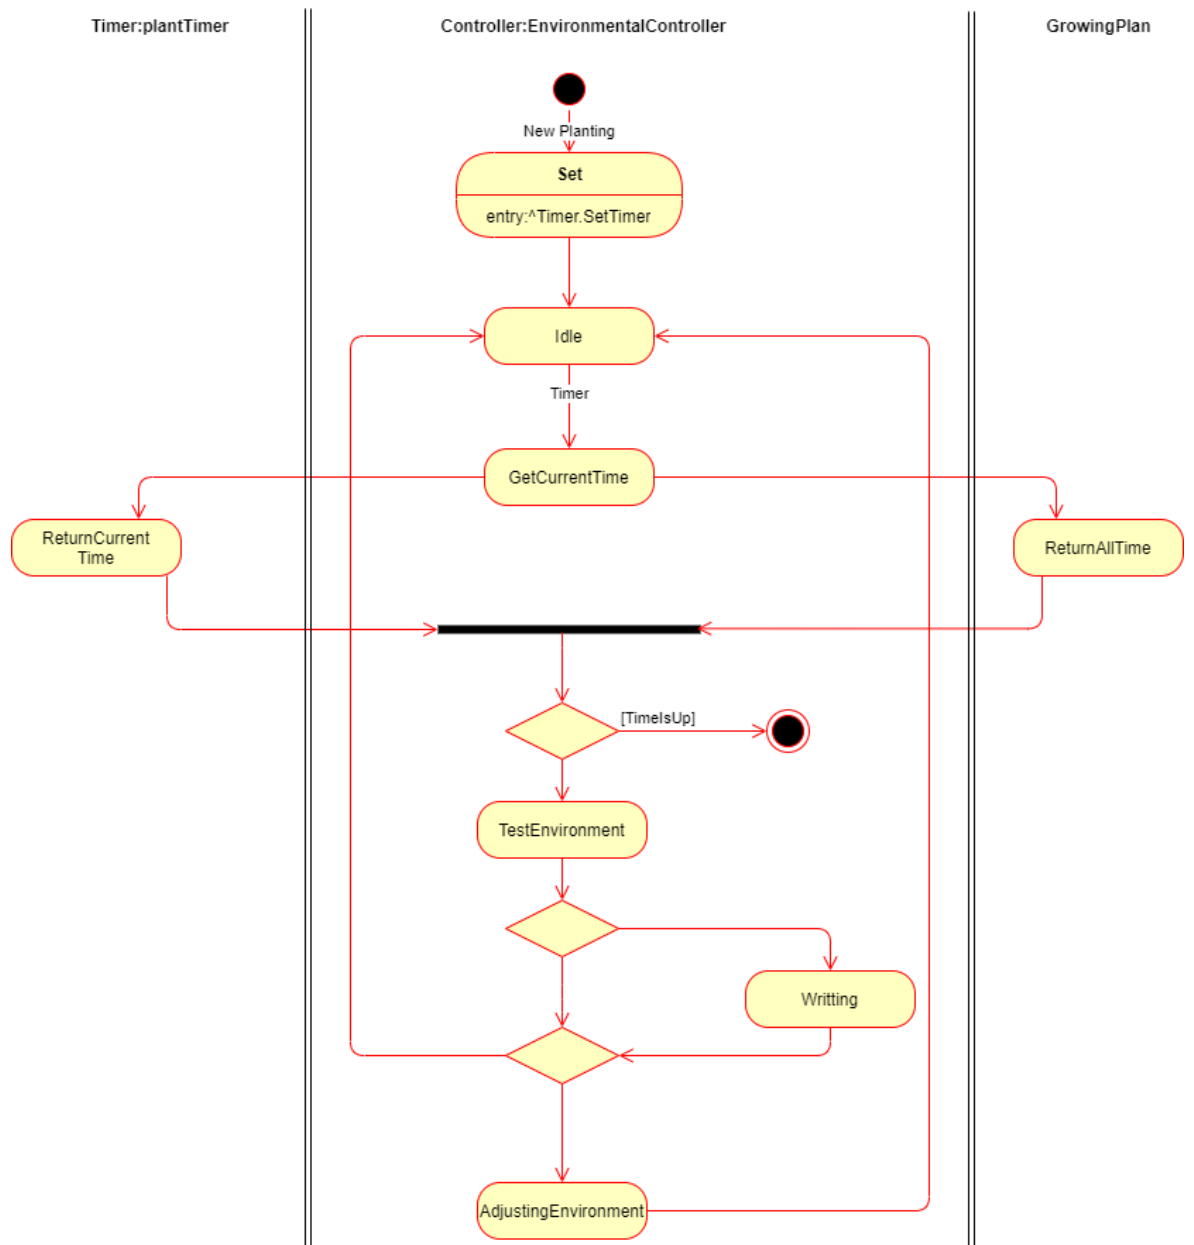 Timer:plantTimer
Controller:EnvironmentalController
GrowingPlan
New Planting
Set
entry:^Timer.SetTimer
Idle
Timer
GetCurrentTime
ReturnCurrent
Time
ReturnAllTime
[TimeIsUp]
TestEnvironment
Writting
AdjustingEnvironment